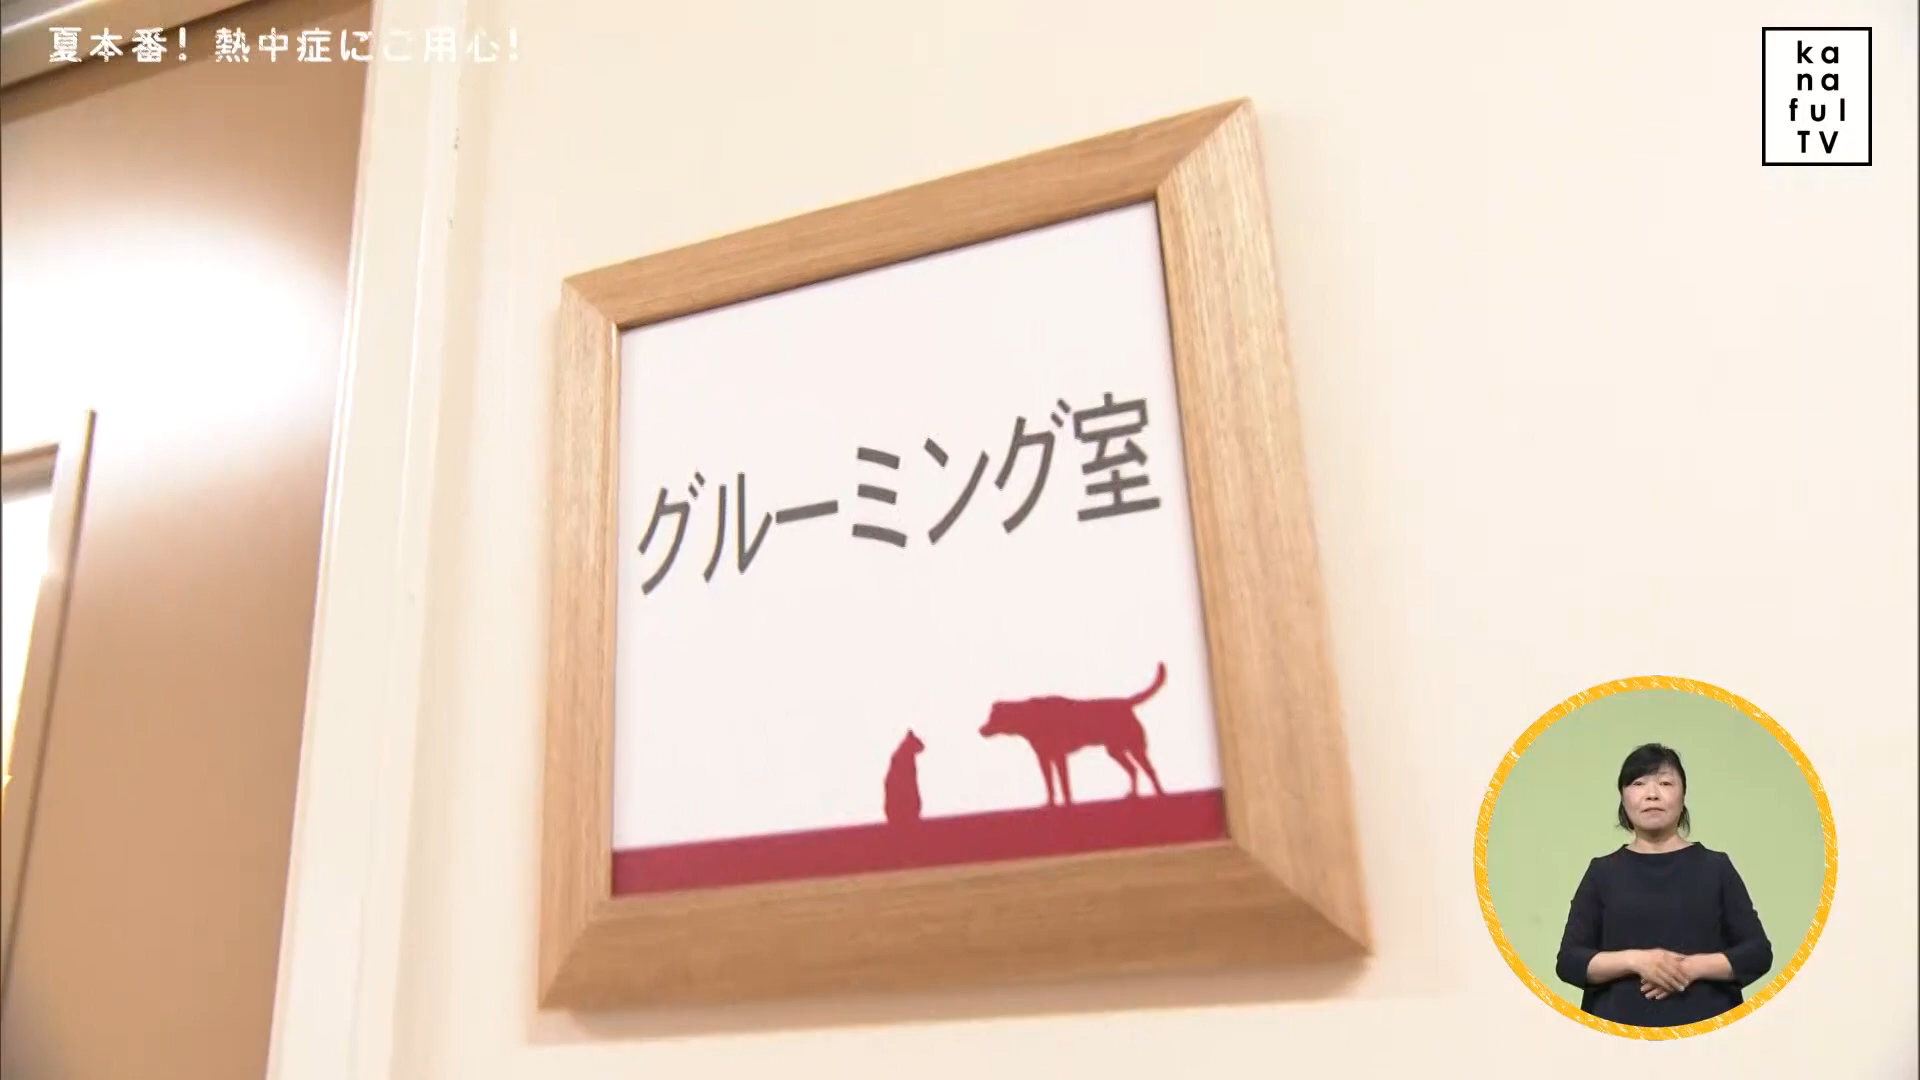 夏本番！ 熱中症にご用心！
ka
na
ful
TV
グルーミング室